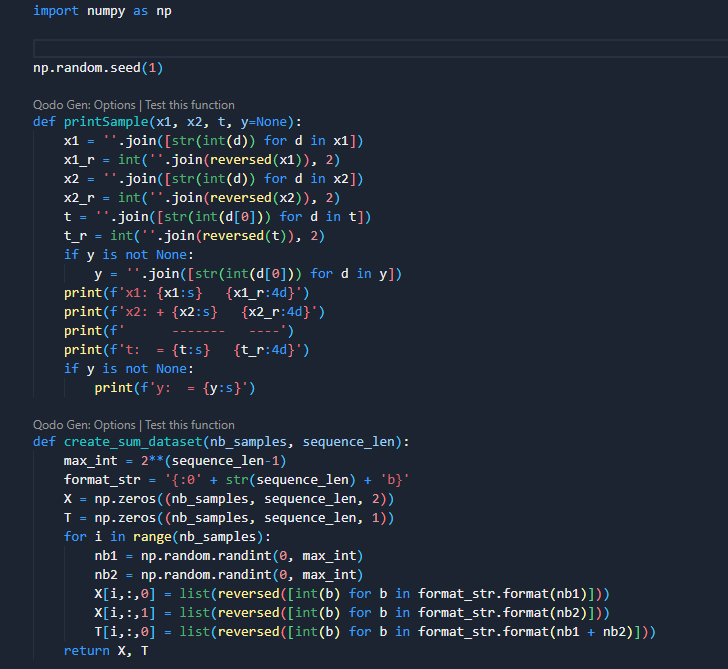 import numpy as np
np.random.seed(1)
Qodo Gen: Options | Test this function
def printSample(x1, x2, t, y=None):
    x1 = ''.join([str(int(d)) for d in x1])
    x1_r = int(''.join(reversed(x1)), 2)
    x2 = ''.join([str(int(d)) for d in x2])
    x2_r = int(''.join(reversed(x2)), 2)
    t = ''.join([str(int(d[0])) for d in t])
    t_r = int(''.join(reversed(t)), 2)
    if y is not None:
        y = ''.join([str(int(d[0])) for d in y])
    print(f'x1: {x1:s}   {x1_r:4d}')
    print(f'x2: + {x2:s}   {x2_r:4d}')
    print(f'      -------   ----')
    print(f't:  = {t:s}   {t_r:4d}')
    if y is not None:
        print(f'y:  = {y:s}')
Qodo Gen: Options | Test this function
def create_sum_dataset(nb_samples, sequence_len):
    max_int = 2**(sequence_len-1)
    format_str = '{:0' + str(sequence_len) + 'b}'
    X = np.zeros((nb_samples, sequence_len, 2))
    T = np.zeros((nb_samples, sequence_len, 1))
    for i in range(nb_samples):
        nb1 = np.random.randint(0, max_int)
        nb2 = np.random.randint(0, max_int)
        X[i,:,0] = list(reversed([int(b) for b in format_str.format(nb1)]))
        X[i,:,1] = list(reversed([int(b) for b in format_str.format(nb2)]))
        T[i,:,0] = list(reversed([int(b) for b in format_str.format(nb1 + nb2)]))
    return X, T